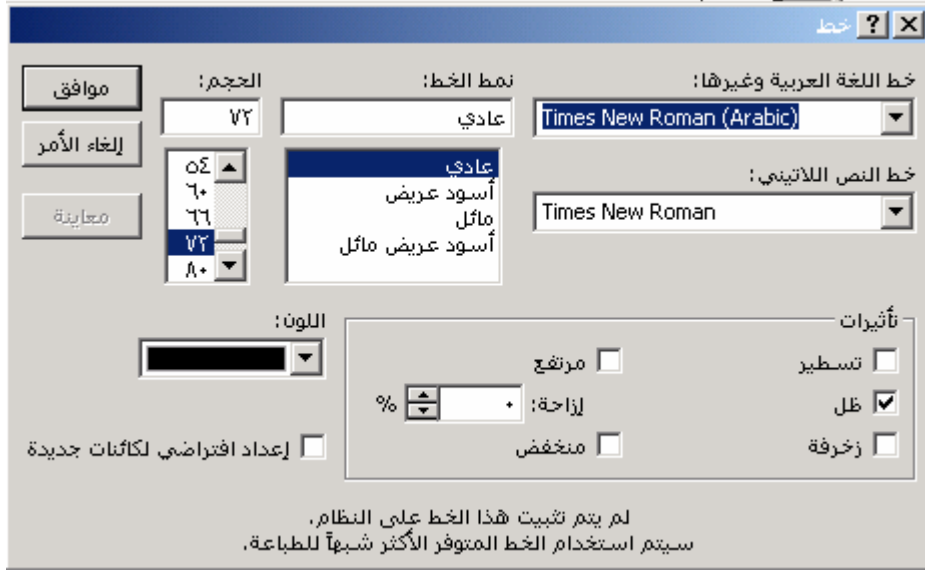 خط
خط اللغة العربية وغيرها:
Times New Roman (Arabic)
خط النص اللاتيني:
Times New Roman
نمط الخط:
عادي
عادي
أسود عريض
مائل
أسود عريض مائل
الحجم:
٧٢
٥٤
٦٠
٦٦
٧٢
٨٠
موافق
إلغاء الأمر
معاينة
تأثيرات
تسطير
ظل
زخرفة
مرتفع
إزاحة: ٠ %
منخفض
اللون:
إعداد افتراضي لكائنات جديدة
لم يتم تثبيت هذا الخط على النظام.
سيتم استخدام الخط المتوفر الأكثر شبهاً للطباعة.